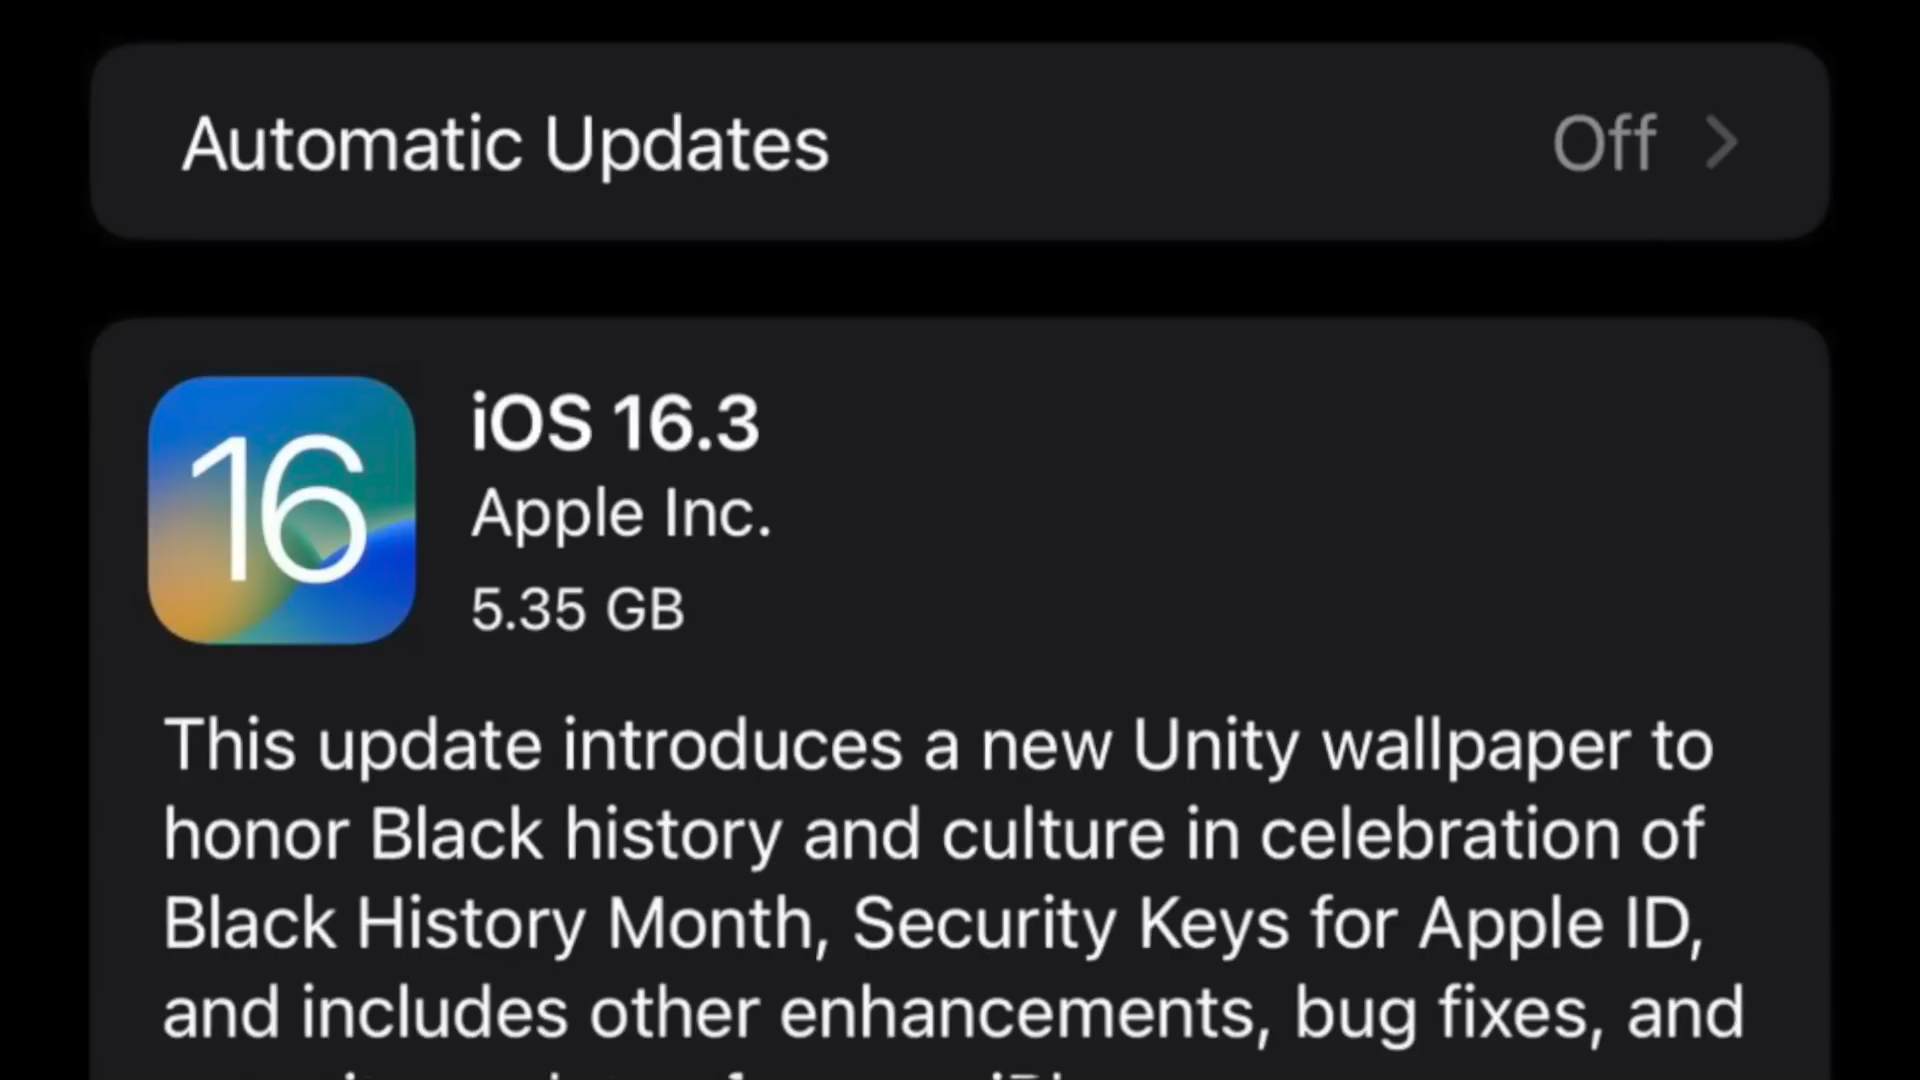 Automatic Updates Off
16
iOS 16.3
Apple Inc.
5.35 GB
This update introduces a new Unity wallpaper to
honor Black history and culture in celebration of
Black History Month, Security Keys for Apple ID,
and includes other enhancements, bug fixes, and